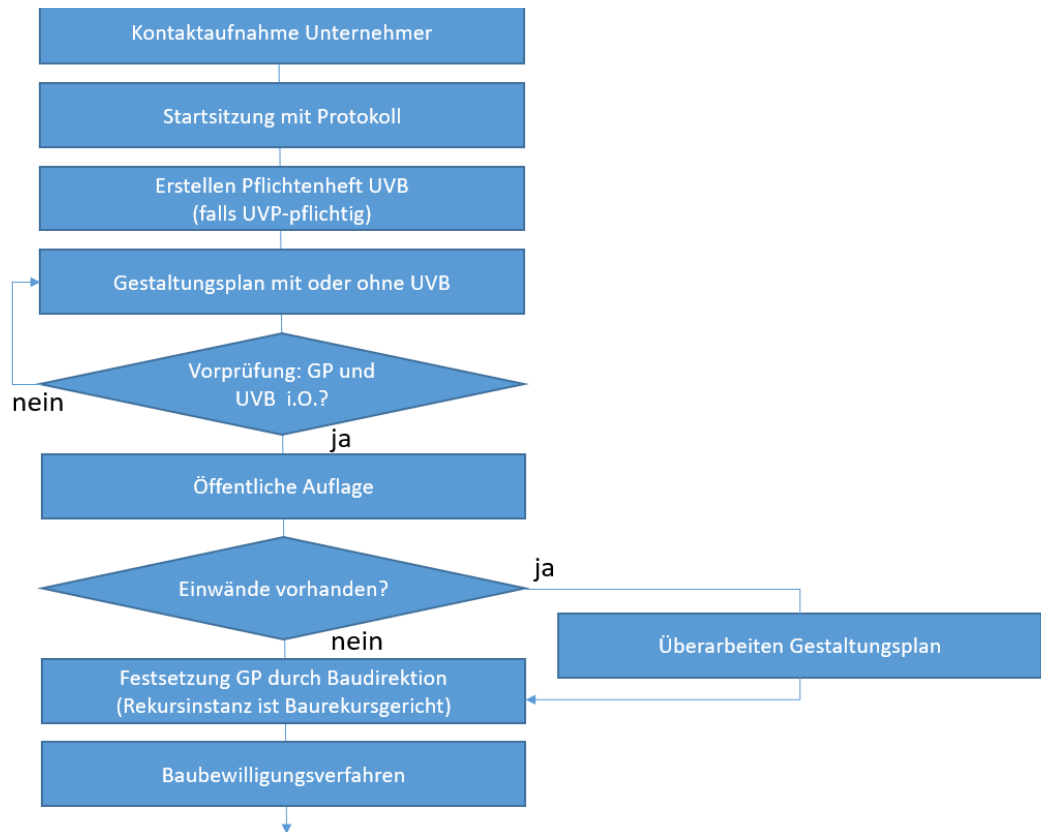 Kontaktaufnahme Unternehmer
Startsitzung mit Protokoll
Erstellen Pflichtenheft UVB
(falls UVP-pflichtig)
Gestaltungsplan mit oder ohne UVB
Vorprüfung: GP und
UVB i.O.?
nein
ja
Öffentliche Auflage
Einwände vorhanden?
ja
nein
Überarbeiten Gestaltungsplan
Festsetzung GP durch Baudirektion
(Rekursinstanz ist Baurekursgericht)
Baubewilligungsverfahren